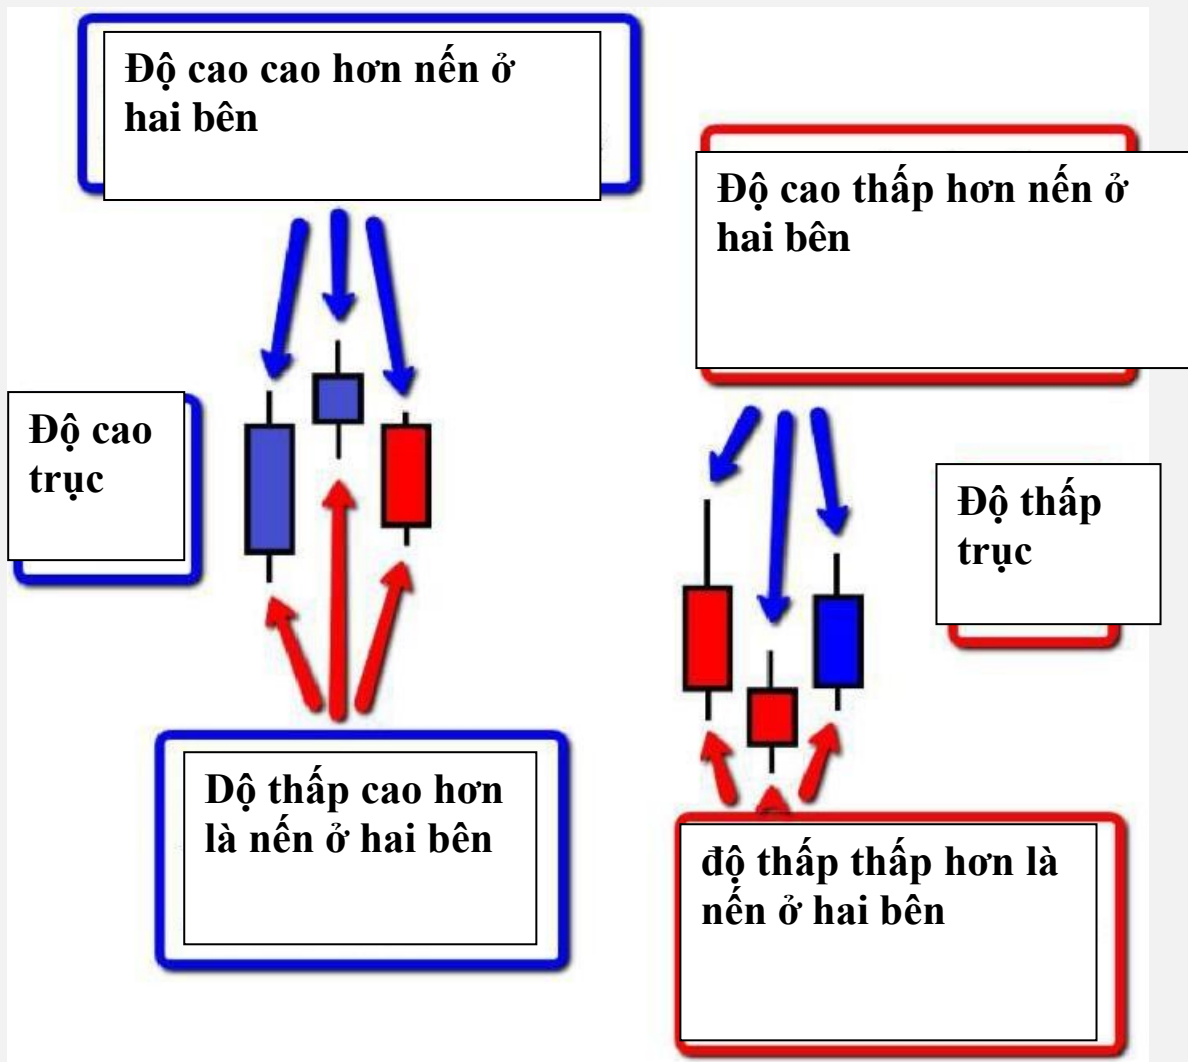 Độ cao cao hơn nến ở
hai bên
Độ cao thấp hơn nến ở
hai bên
Độ cao
trục
Độ thấp
trục
Dộ thấp cao hơn
là nến ở hai bên
độ thấp thấp hơn là
nến ở hai bên